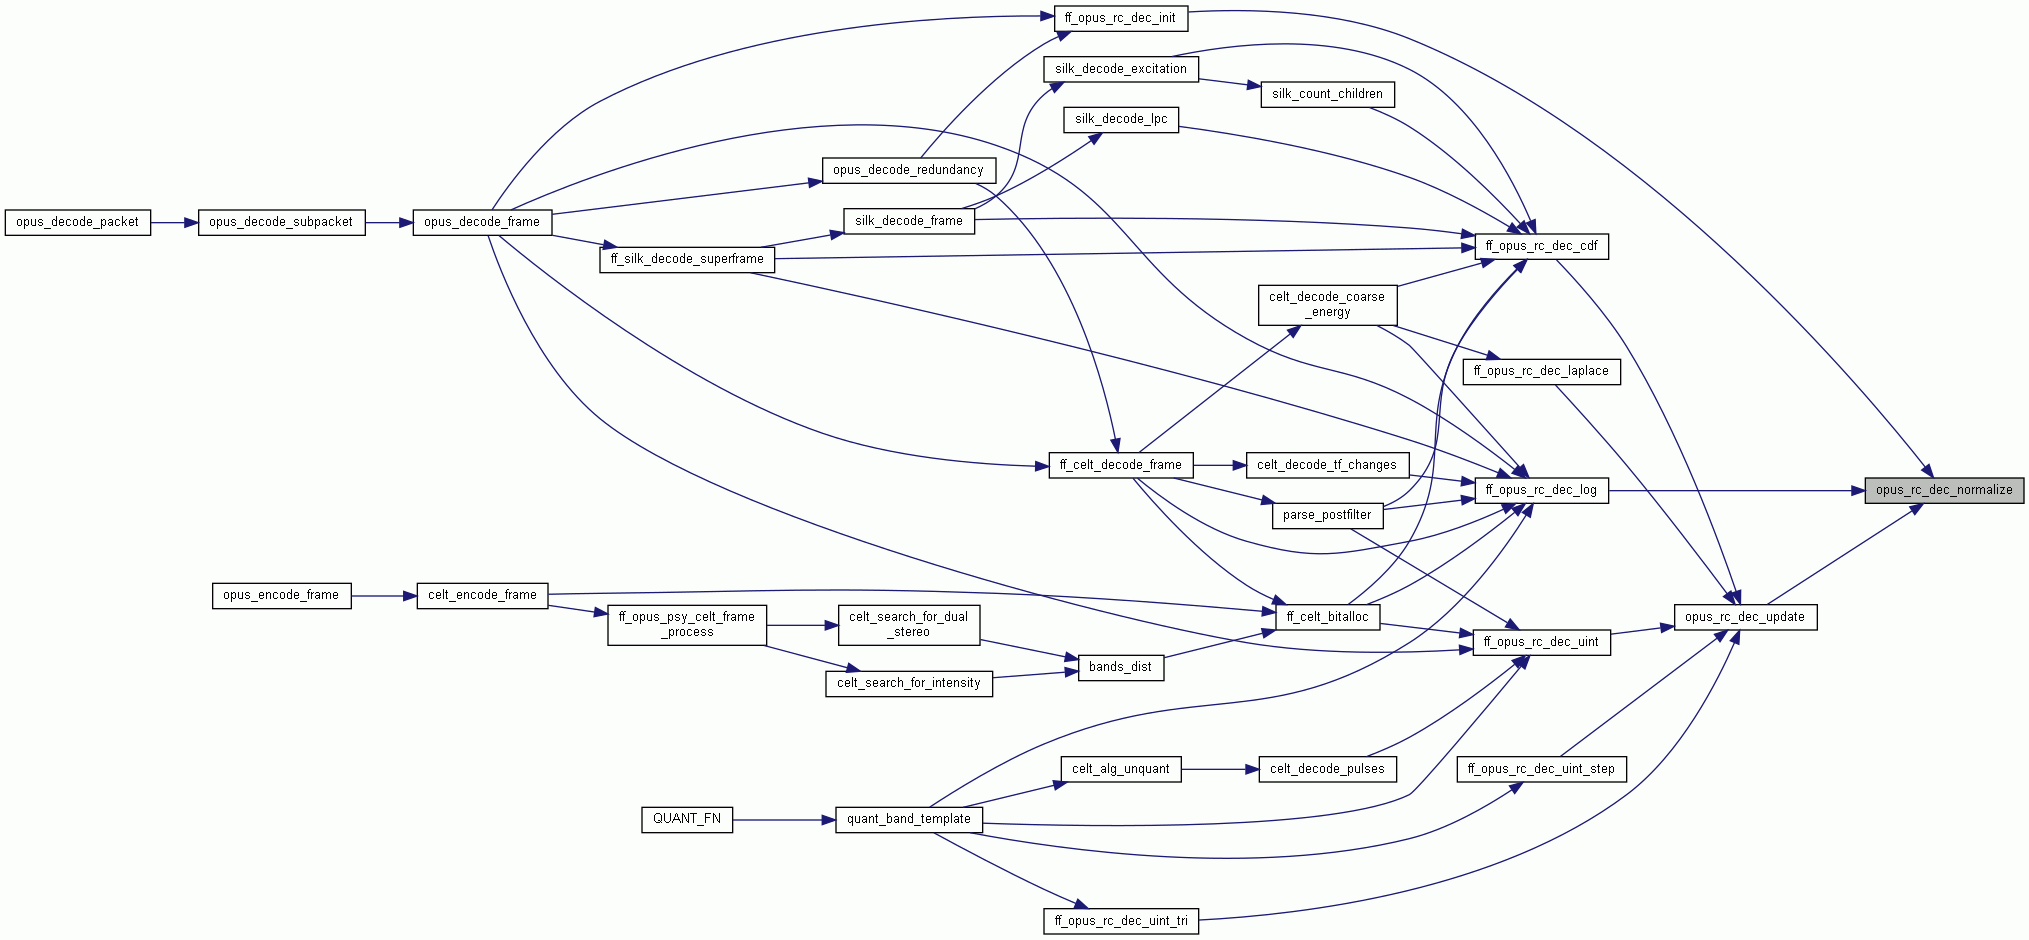 ff_opus_rc_dec_init
silk_decode_excitation
silk_count_children
silk_decode_lpc
opus_decode_redundancy
opus_decode_packet
opus_decode_subpacket
opus_decode_frame
silk_decode_frame
ff_silk_decode_superframe
ff_opus_rc_dec_cdf
celt_decode_coarse
_energy
ff_opus_rc_dec_laplace
ff_celt_decode_frame
celt_decode_tf_changes
ff_opus_rc_dec_log
opus_rc_dec_normalize
parse_postfilter
opus_encode_frame
celt_encode_frame
ff_opus_psy_celt_frame
_process
celt_search_for_dual
_stereo
ff_celt_bitalloc
opus_rc_dec_update
ff_opus_rc_dec_uint
bands_dist
celt_search_for_intensity
celt_alg_unquant
celt_decode_pulses
ff_opus_rc_dec_uint_step
QUANT_FN
quant_band_template
ff_opus_rc_dec_uint_tri